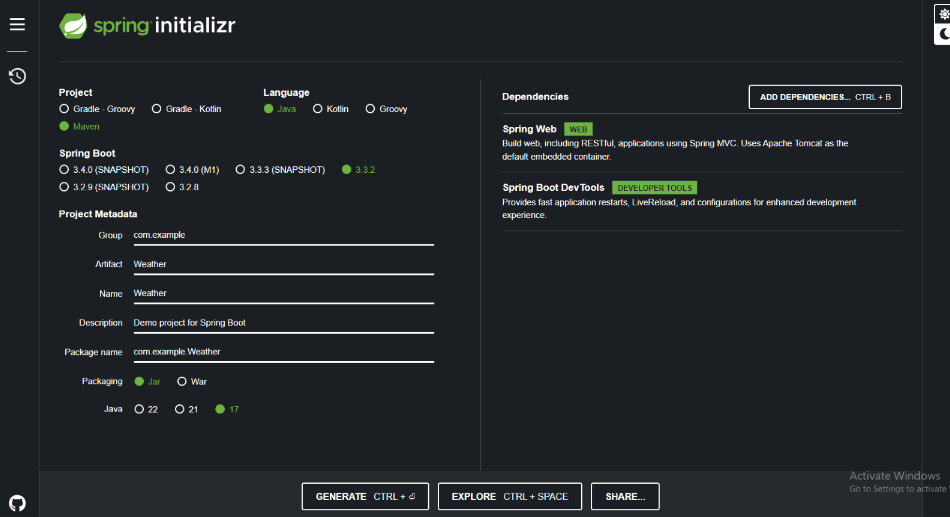 spring initializr
Project
Gradle - Groovy Gradle - Kotlin
Maven
Language
Java Kotlin Groovy
Spring Boot
3.4.0 (SNAPSHOT) 3.4.0 (M1) 3.3.3 (SNAPSHOT) 3.3.2
3.2.9 (SNAPSHOT) 3.2.8
Project Metadata
Group com.example
Artifact Weather
Name Weather
Description Demo project for Spring Boot
Package name com.example.Weather
Packaging Jar War
Java 22 21 17
Dependencies ADD DEPENDENCIES... CTRL + B
Spring Web WEB
Build web, including RESTful, applications using Spring MVC. Uses Apache Tomcat as the
default embedded container.
Spring Boot DevTools DEVELOPER TOOLS
Provides fast application restarts, LiveReload, and configurations for enhanced development
experience.
GENERATE CTRL + ⏎ EXPLORE CTRL + SPACE SHARE...
Activate Windows
Go to Settings to activate